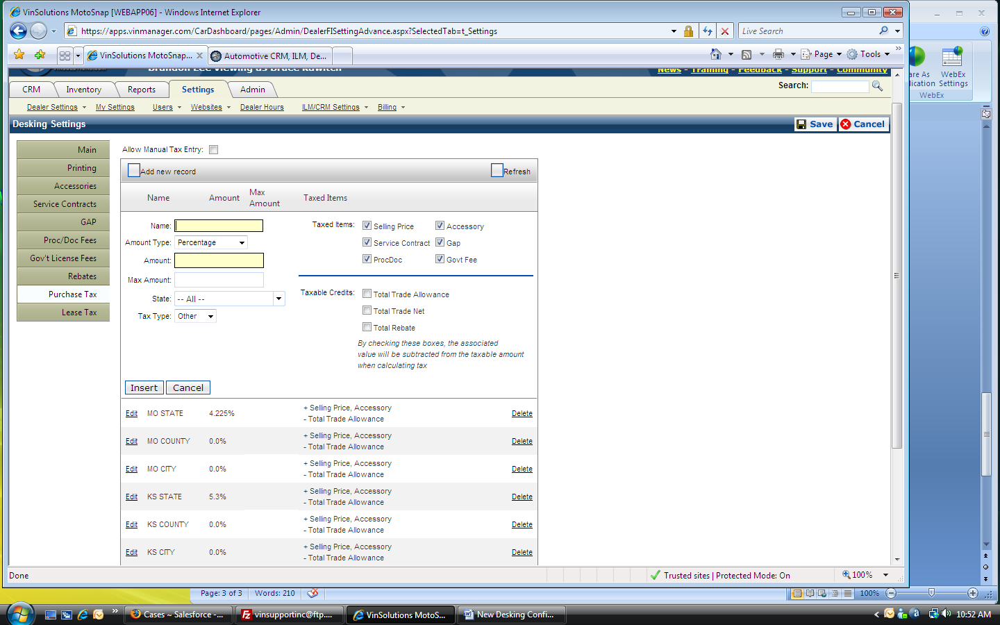 VinSolutions MotoSnap [WEBAPP06] - Windows Internet Explorer
https://apps.vinmanager.com/CarDashboard/pages/Admin/DealerFISettingAdvance.aspx?SelectedTab=t_Settings
Live Search
VinSolutions MotoSnap...
Automotive CRM, ILM, De...
Page
Tools
Brandon Lee viewing as Bruce Rawitch
News - Training - Feedback - Support - Community
CRM
Inventory
Reports
Settings
Admin
Search:
Dealer Settings
My Settings
Users
Websites
Dealer Hours
ILM/CRM Settings
Billing
Desking Settings
Save
Cancel
Main
Printing
Accessories
Service Contracts
GAP
Proc/Doc Fees
Gov't License Fees
Rebates
Purchase Tax
Lease Tax
Allow Manual Tax Entry:
Add new record
Refresh
Name
Amount
Max Amount
Taxed Items
Name:
Amount Type: Percentage
Amount:
Max Amount:
State: -- All --
Tax Type: Other
Taxed Items:
Selling Price
Accessory
Service Contract
Gap
ProcDoc
Govt Fee
Taxable Credits:
Total Trade Allowance
Total Trade Net
Total Rebate
By checking these boxes, the associated
value will be subtracted from the taxable amount
when calculating tax
Insert
Cancel
Edit MO STATE 4.225% + Selling Price, Accessory
- Total Trade Allowance Delete
Edit MO COUNTY 0.0% + Selling Price, Accessory
- Total Trade Allowance Delete
Edit MO CITY 0.0% + Selling Price, Accessory
- Total Trade Allowance Delete
Edit KS STATE 5.3% + Selling Price, Accessory
- Total Trade Allowance Delete
Edit KS COUNTY 0.0% + Selling Price, Accessory
- Total Trade Allowance Delete
Edit KS CITY 0.0% + Selling Price, Accessory
- Total Trade Allowance Delete
Done
Trusted sites | Protected Mode: On
100%
WebEx
Settings
WebEx
Page: 3 of 3
Words: 210
100%
Cases ~ Salesforce -...
vinsupportinc@ftp....
VinSolutions MotoS...
New Desking Confi...
10:52 AM